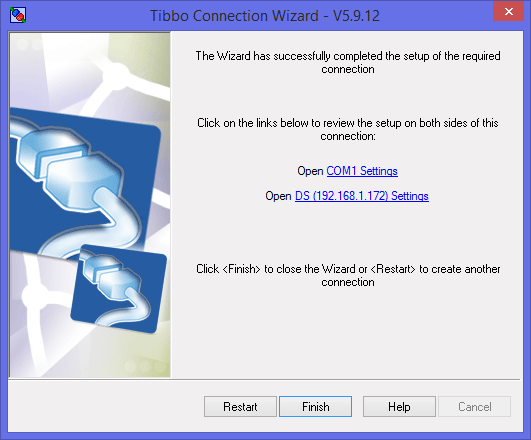 Tibbo Connection Wizard - V5.9.12
The Wizard has successfully completed the setup of the required
connection
Click on the links below to review the setup on both sides of this
connection:
Open COM1 Settings
Open DS (192.168.1.172) Settings
Click <Finish> to close the Wizard or <Restart> to create another
connection
Restart Finish Help Cancel